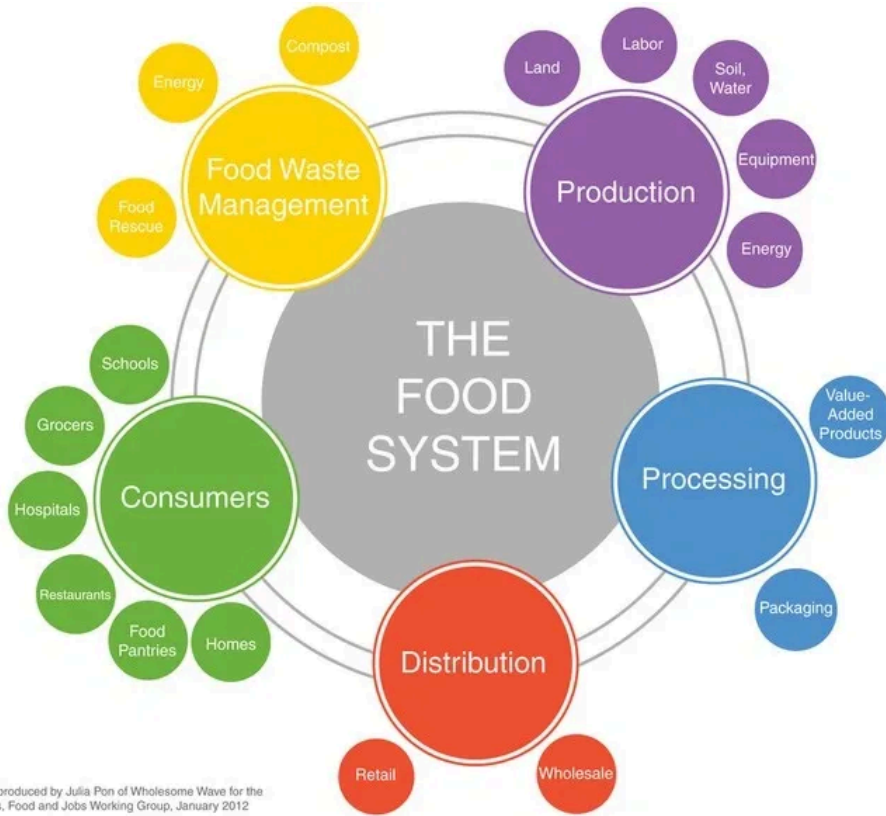 THE
FOOD
SYSTEM
Food Waste
Management
Compost
Energy
Food
Rescue
Production
Land
Labor
Soil,
Water
Equipment
Energy
Processing
Value-
Added
Products
Packaging
Distribution
Wholesale
Retail
Consumers
Schools
Grocers
Hospitals
Restaurants
Food
Pantries
Homes
produced by Julia Pon of Wholesome Wave for the
Food and Jobs Working Group, January 2012